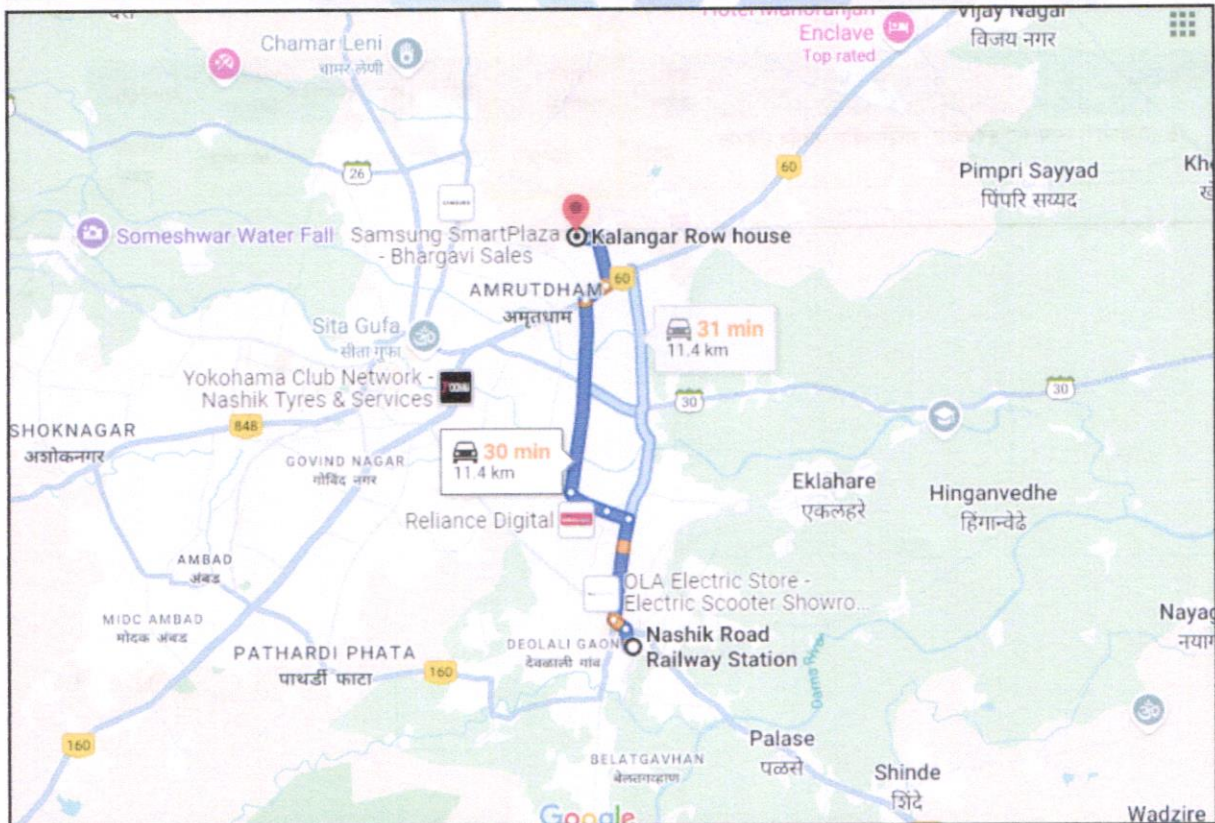 Enclave
Top rated
Vijay Nagar
विजय नगर
Chamar Leni
चामर लेणी
26
60
Pimpri Sayyad
पिंपरि सय्यद
Someshwar Water Fall
Samsung SmartPlaza
- Bhargavi Sales
Kalangar Row house
60
AMRUTDHAM
अमृतधाम
Sita Gufa
सीता गुफा
31 min
11.4 km
Yokohama Club Network -
Nashik Tyres & Services
30
30
848
SHOKNAGAR
अशोकनगर
GOVIND NAGAR
गोविंद नगर
30 min
11.4 km
Eklahare
एकलहरे
Hinganvedhe
हिंगान्वेढे
Reliance Digital
AMBAD
अंबड
OLA Electric Store -
Electric Scooter Showro...
MIDC AMBAD
मोदक अंबड
DEOLALI GAON
देवळाली गांव
Nashik Road
Railway Station
PATHARDI PHATA
पाथर्डी फाटा
160
Darna River
160
BELATGAVHAN
बेलतगव्हाण
Palase
पळसे
Shinde
शिंदे
Google
Wadzire